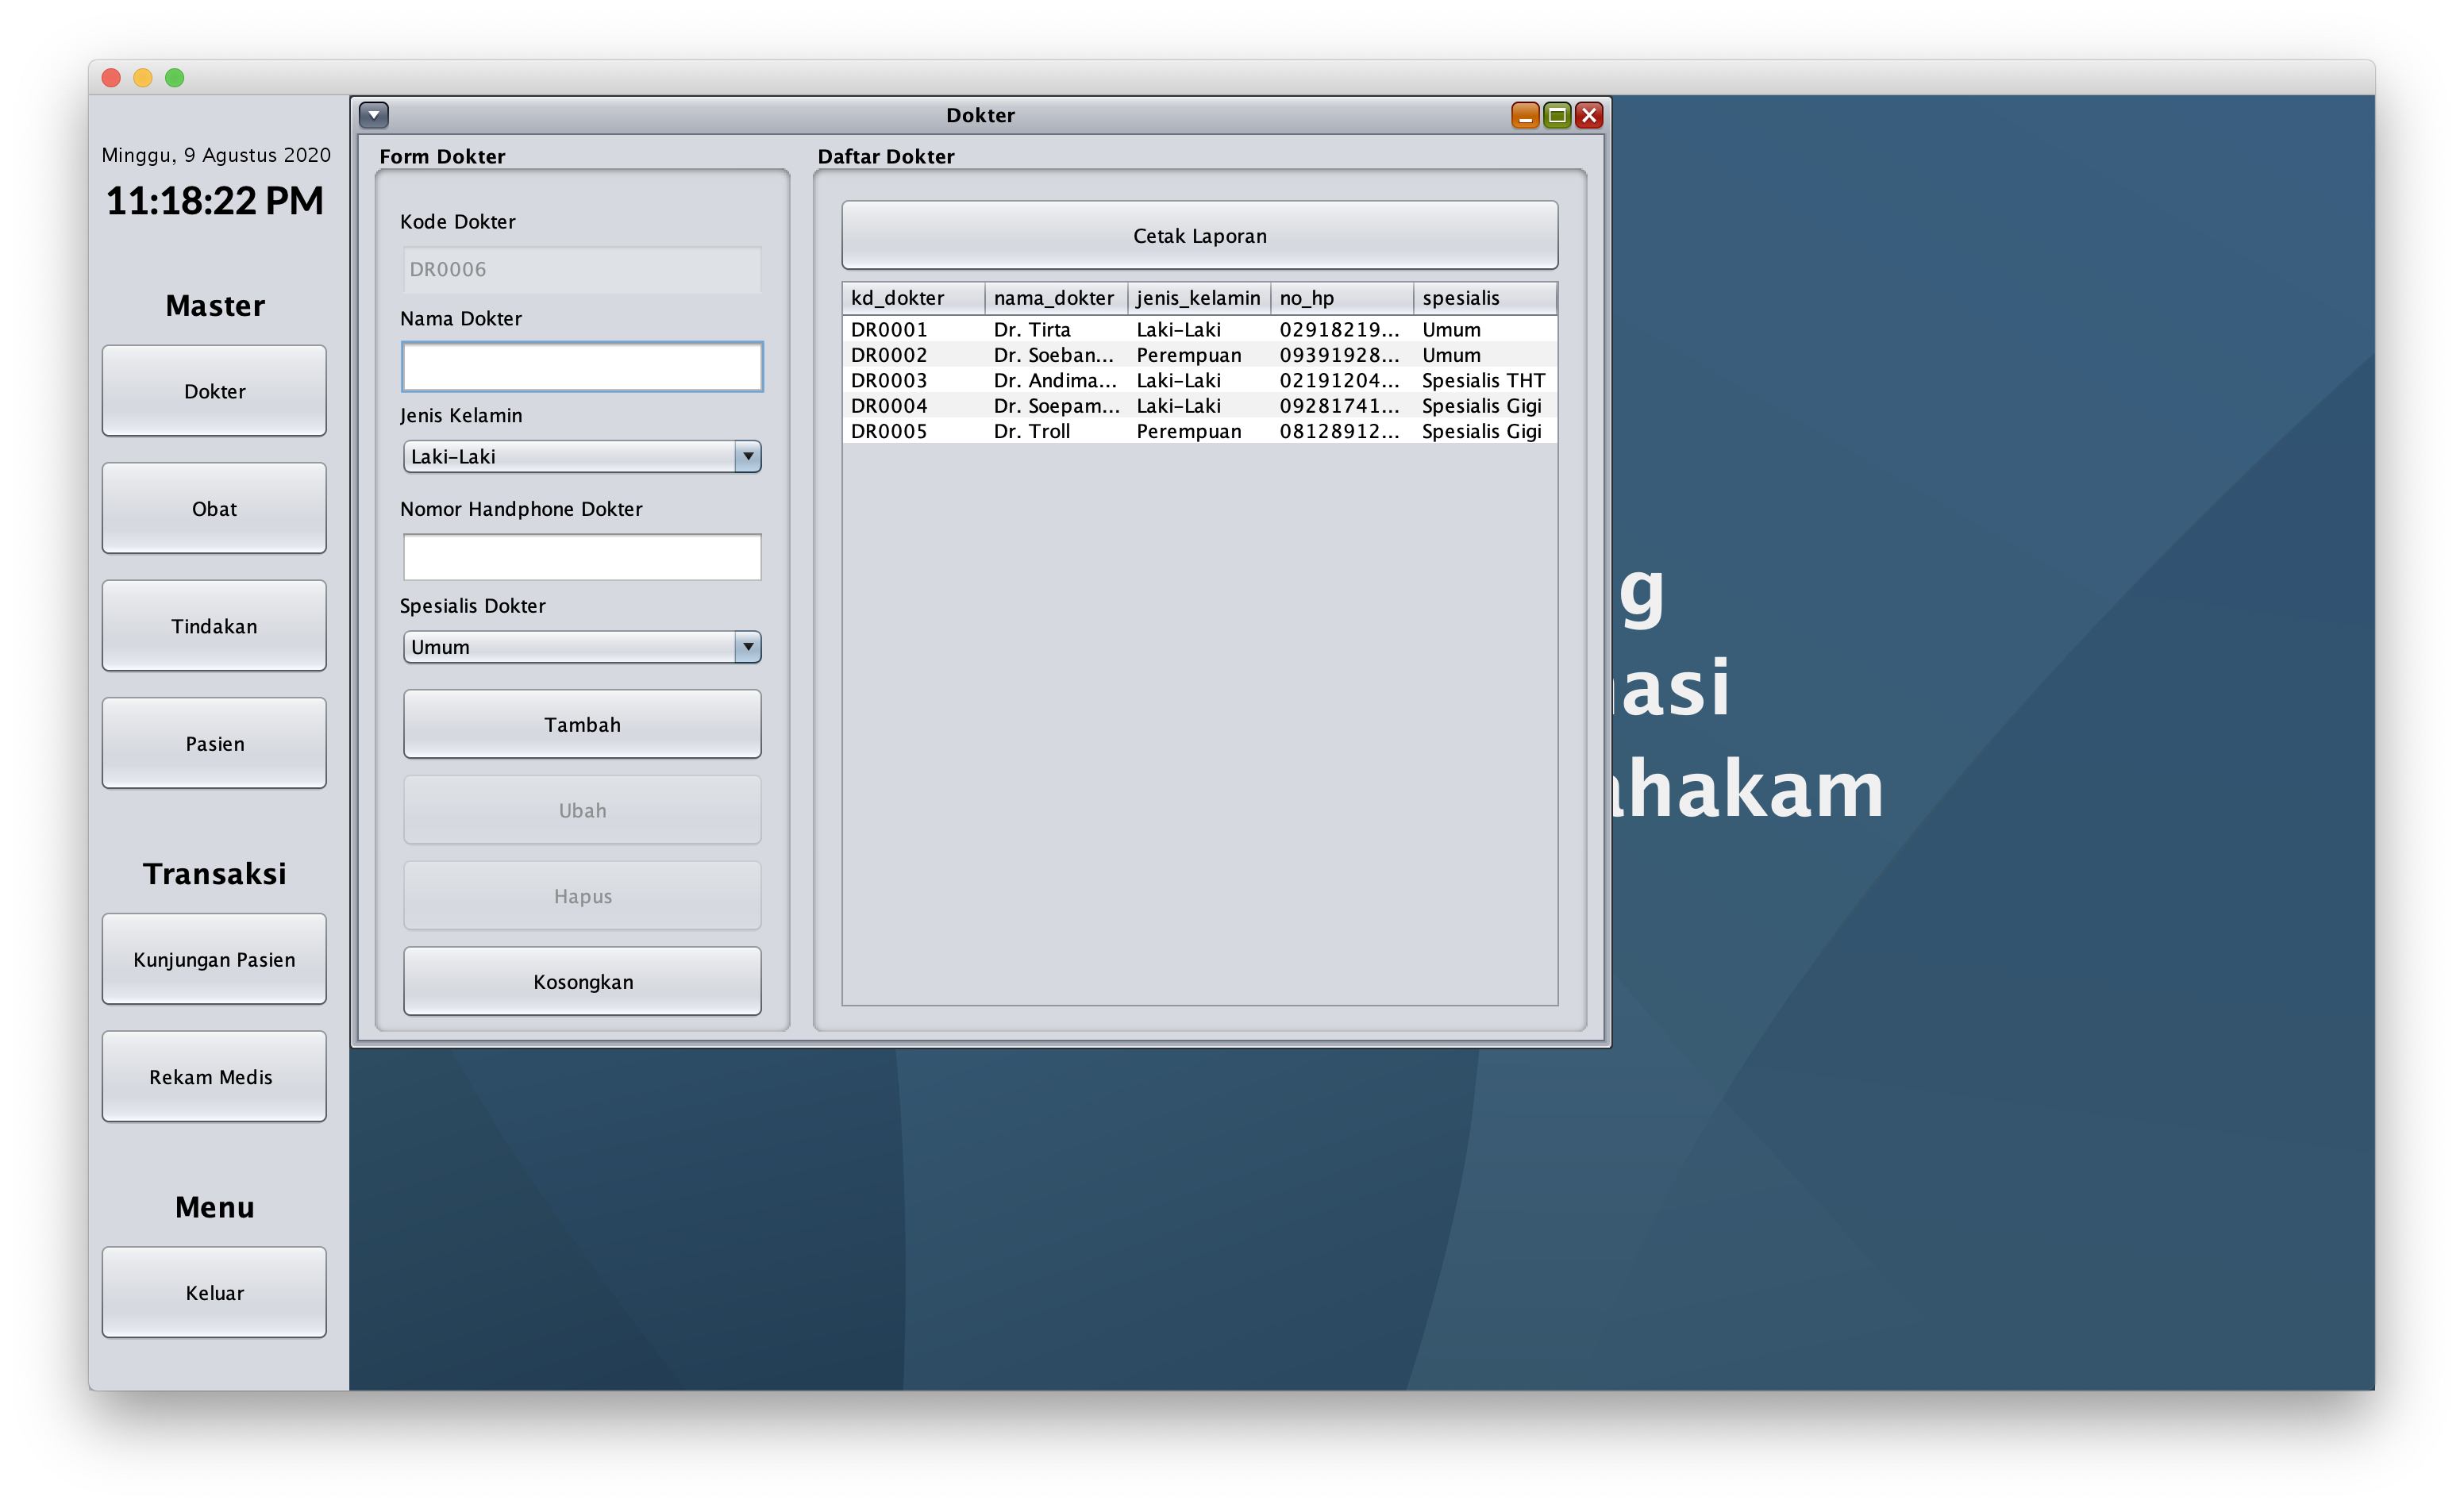 Minggu, 9 Agustus 2020
11:18:22 PM
Master
Dokter
Obat
Tindakan
Pasien
Transaksi
Kunjungan Pasien
Rekam Medis
Menu
Keluar
Dokter
Form Dokter
Kode Dokter
DR0006
Nama Dokter
Jenis Kelamin
Laki-Laki
Nomor Handphone Dokter
Spesialis Dokter
Umum
Tambah
Ubah
Hapus
Kosongkan
Daftar Dokter
Cetak Laporan
kd_dokter nama_dokter jenis_kelamin no_hp spesialis
DR0001 Dr. Tirta Laki-Laki 02918219... Umum
DR0002 Dr. Soeban... Perempuan 09391928... Umum
DR0003 Dr. Andima... Laki-Laki 02191204... Spesialis THT
DR0004 Dr. Soepam... Laki-Laki 09281741... Spesialis Gigi
DR0005 Dr. Troll Perempuan 08128912... Spesialis Gigi
g
asi
ahakam